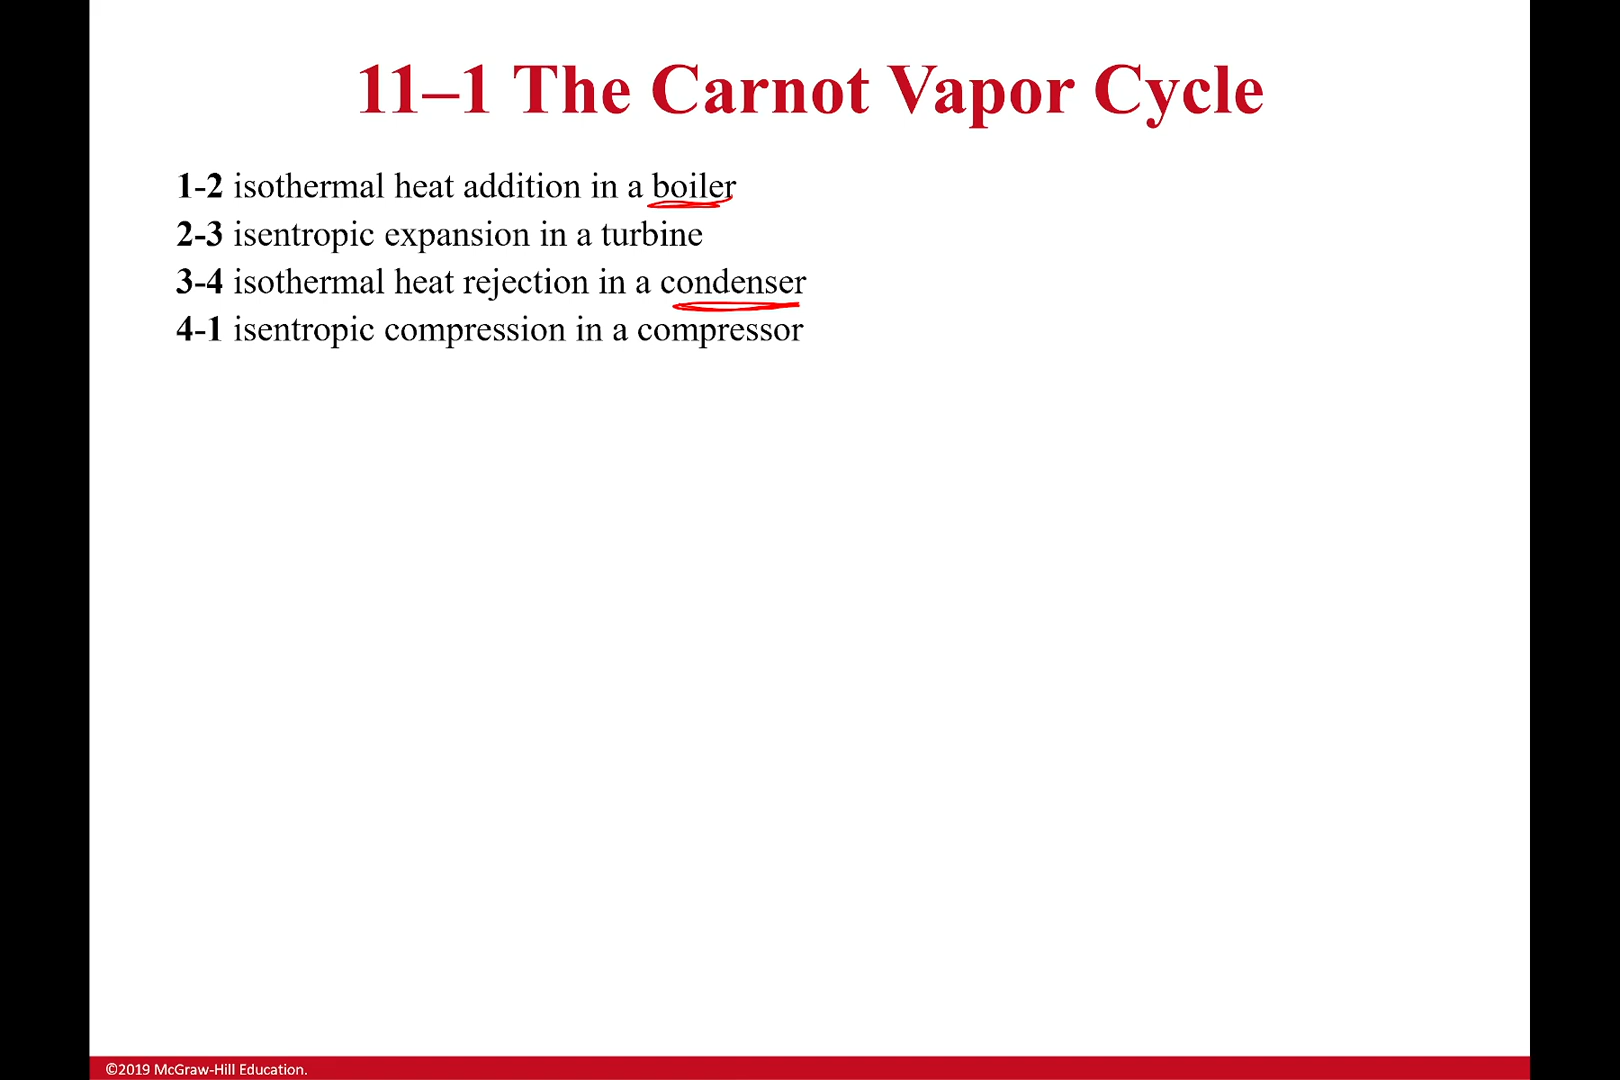 11–1 The Carnot Vapor Cycle
1-2 isothermal heat addition in a boiler
2-3 isentropic expansion in a turbine
3-4 isothermal heat rejection in a condenser
4-1 isentropic compression in a compressor
©2019 McGraw-Hill Education.